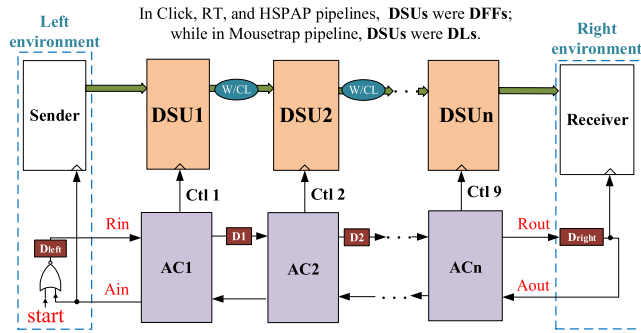 In Click, RT, and HSPAP pipelines, DSUs were DFFs;
while in Mousetrap pipeline, DSUs were DLs.
Left
environment
Right
environment
Sender
DSU1
W/CL
DSU2
W/CL
. . .
DSUn
Receiver
Ctl 1
Ctl 2
Ctl 9
Rin
Dleft
AC1
D1
AC2
D2
. . .
ACn
Rout
Dright
Ain
. . .
Aout
start